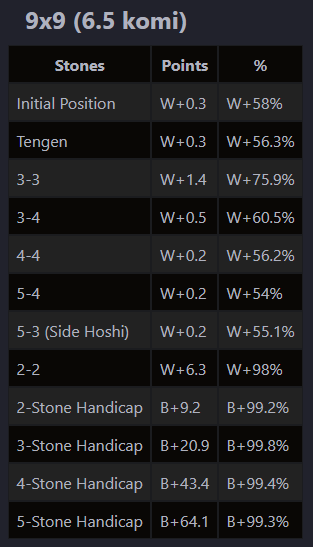 9x9 (6.5 komi)
Stones Points %
Initial Position W+0.3 W+58%
Tengen W+0.3 W+56.3%
3-3 W+1.4 W+75.9%
3-4 W+0.5 W+60.5%
4-4 W+0.2 W+56.2%
5-4 W+0.2 W+54%
5-3 (Side Hoshi) W+0.2 W+55.1%
2-2 W+6.3 W+98%
2-Stone Handicap B+9.2 B+99.2%
3-Stone Handicap B+20.9 B+99.8%
4-Stone Handicap B+43.4 B+99.4%
5-Stone Handicap B+64.1 B+99.3%